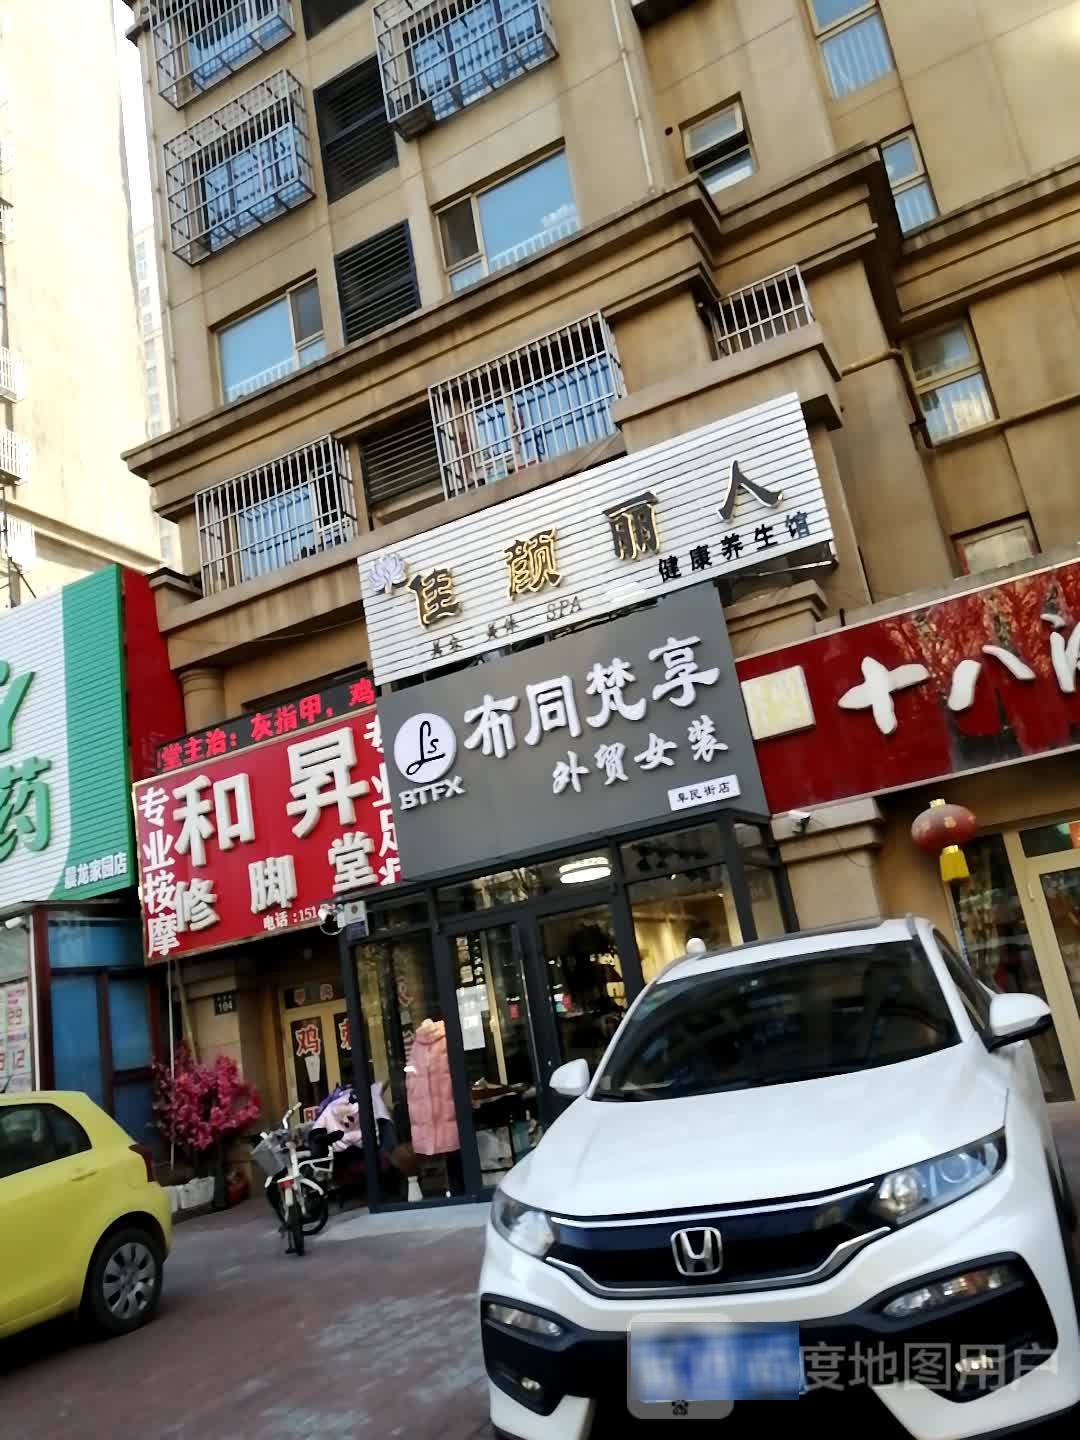 佳颜丽人
美容 美体 SPA
健康养生馆
Ls
BTFX
布同梵享
外贸女装
阜民街店
堂主治：灰指甲、鸡
和昇
修脚堂
专业按摩
电话：151
十八
药
晨龙家园店
104
鸡
度地图用户